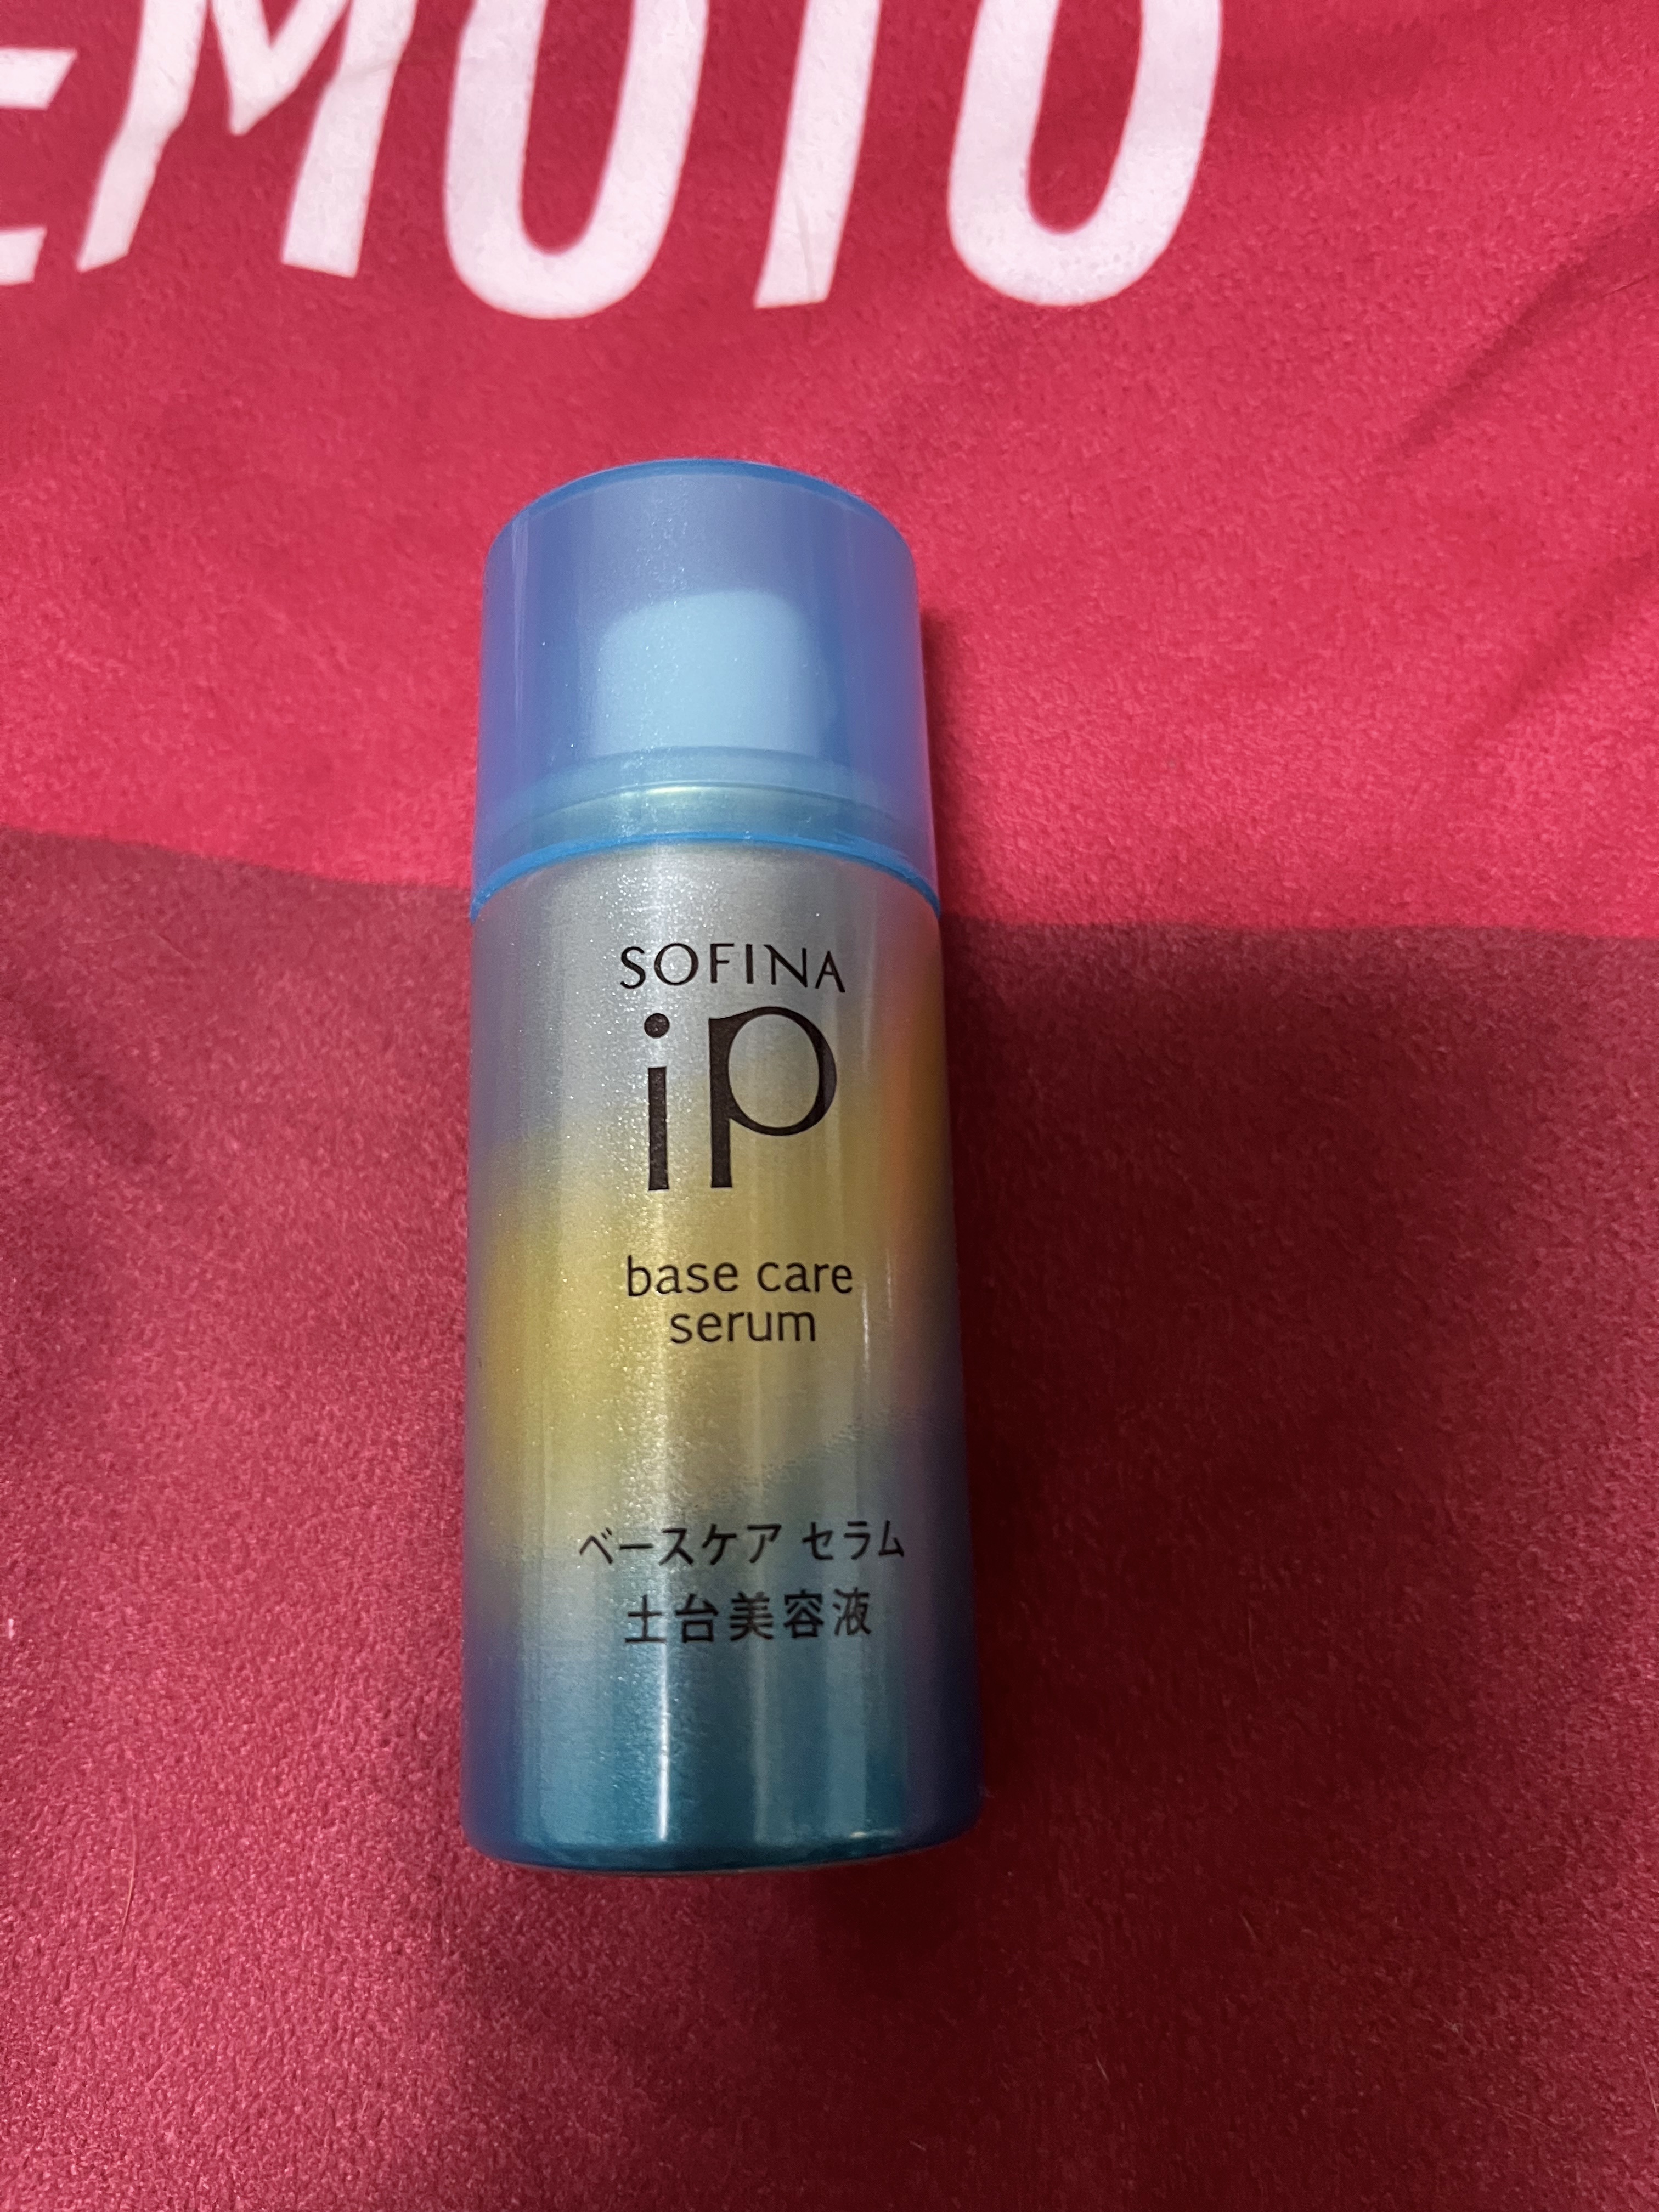 EMOTO
SOFINA
iP
base care
serum
ベースケア セラム
土台美容液